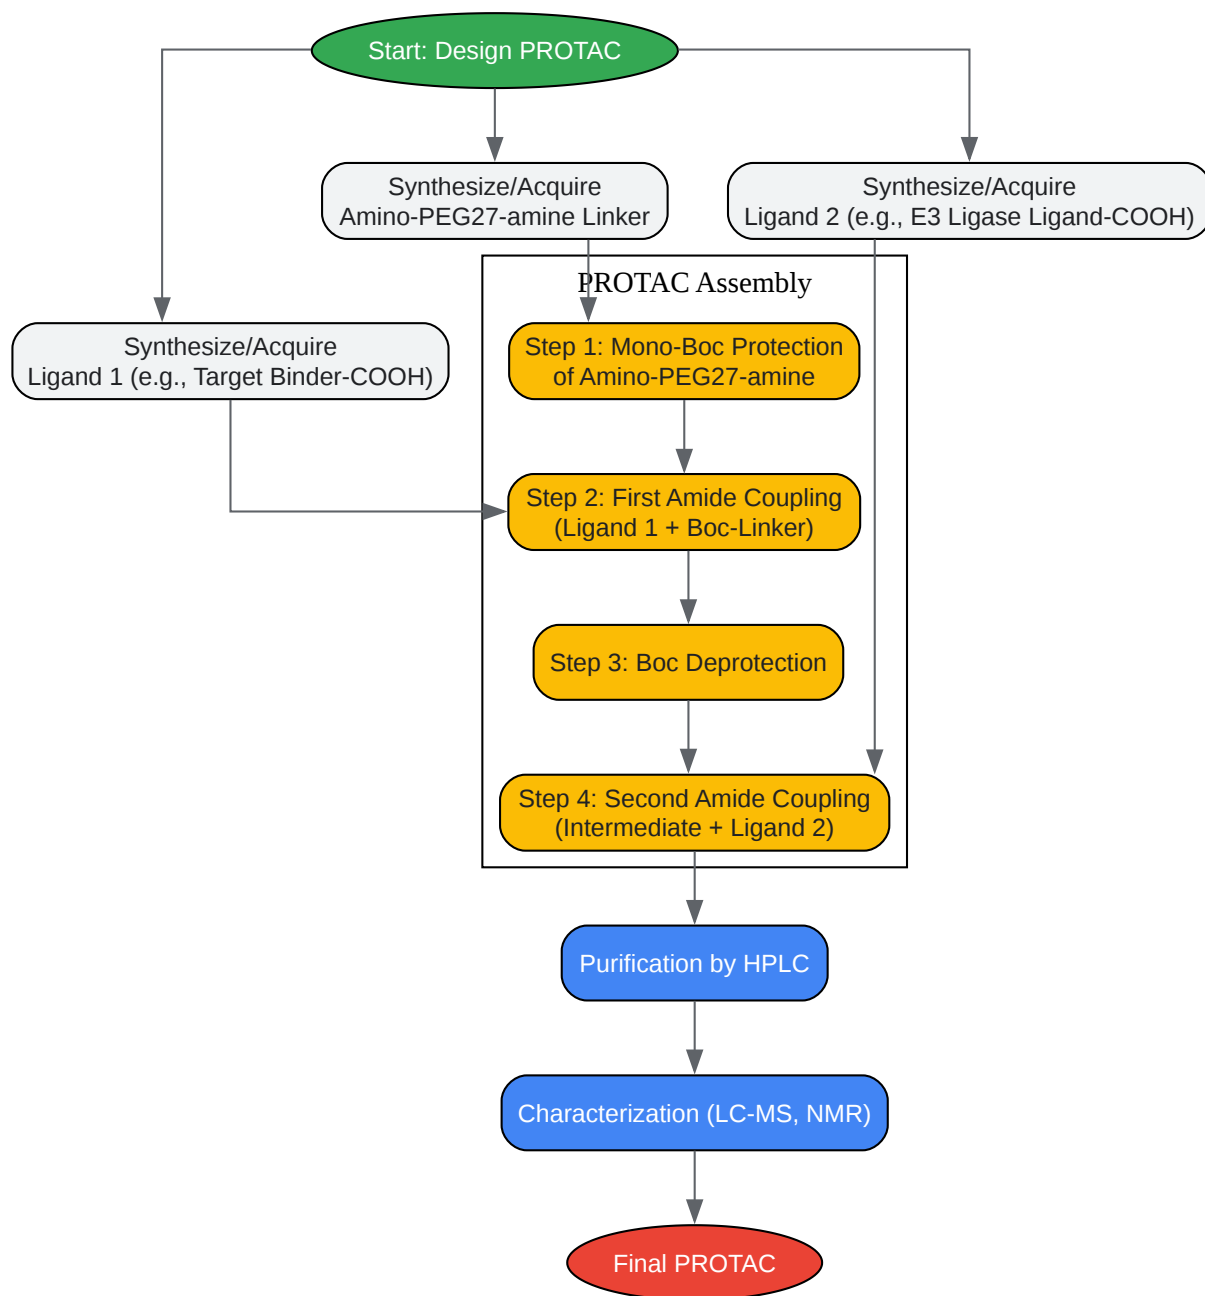 Start: Design PROTAC
Synthesize/Acquire
Amino-PEG27-amine Linker
Synthesize/Acquire
Ligand 2 (e.g., E3 Ligase Ligand-COOH)
PROTAC Assembly
Synthesize/Acquire
Ligand 1 (e.g., Target Binder-COOH)
Step 1: Mono-Boc Protection
of Amino-PEG27-amine
Step 2: First Amide Coupling
(Ligand 1 + Boc-Linker)
Step 3: Boc Deprotection
Step 4: Second Amide Coupling
(Intermediate + Ligand 2)
Purification by HPLC
Characterization (LC-MS, NMR)
Final PROTAC